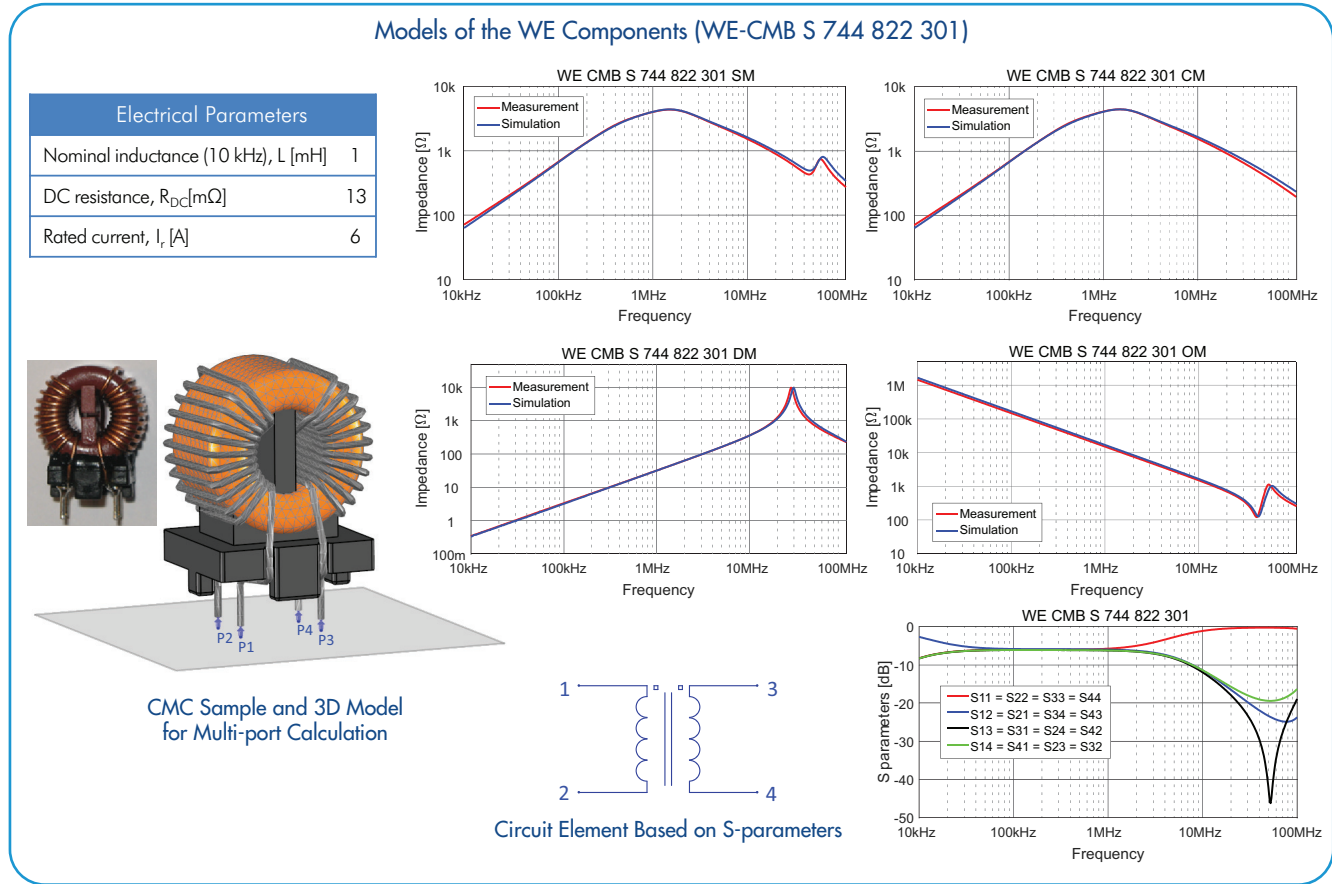 Models of the WE Components (WE-CMB S 744 822 301)
Electrical Parameters
Nominal inductance (10 kHz), L [mH] 1
DC resistance, R_DC[mΩ] 13
Rated current, I_r [A] 6
WE CMB S 744 822 301 SM
Measurement
Simulation
Impedance [Ω]
10k
1k
100
10
10kHz 100kHz 1MHz 10MHz 100MHz
Frequency
WE CMB S 744 822 301 CM
Measurement
Simulation
Impedance [Ω]
10k
1k
100
10
10kHz 100kHz 1MHz 10MHz 100MHz
Frequency
WE CMB S 744 822 301 DM
Measurement
Simulation
Impedance [Ω]
10k
1k
100
10
1
100m
10kHz 100kHz 1MHz 10MHz 100MHz
Frequency
WE CMB S 744 822 301 OM
Measurement
Simulation
Impedance [Ω]
1M
100k
10k
1k
100
10
10kHz 100kHz 1MHz 10MHz 100MHz
Frequency
P2 P1 P4 P3
CMC Sample and 3D Model
for Multi-port Calculation
1 3
2 4
Circuit Element Based on S-parameters
WE CMB S 744 822 301
S parameters [dB]
0
-10
-20
-30
-40
-50
S11 = S22 = S33 = S44
S12 = S21 = S34 = S43
S13 = S31 = S24 = S42
S14 = S41 = S23 = S32
10kHz 100kHz 1MHz 10MHz 100MHz
Frequency